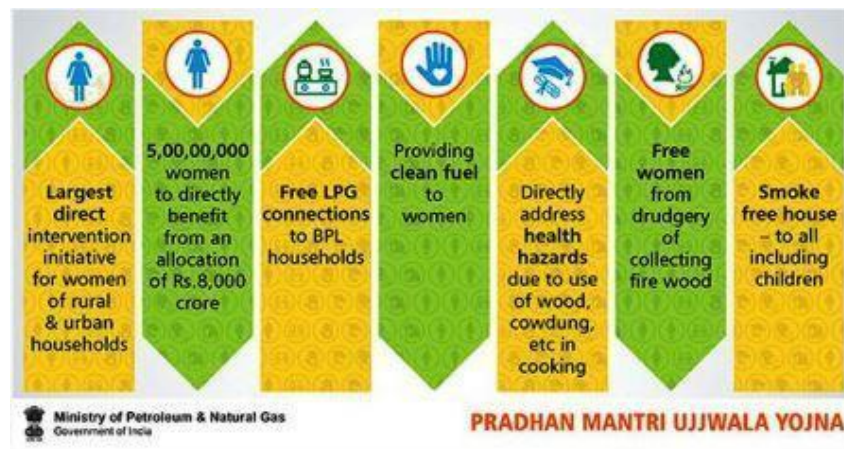 Largest
direct
intervention
initiative
for women
of rural
& urban
households
5,00,00,000
women
to directly
benefit
from an
allocation
of Rs.8,000
crore
Free LPG
connections
to BPL
households
Providing
clean fuel
to
women
Directly
address
health
hazards
due to use
of wood,
cowdung,
etc in
cooking
Free
women
from
drudgery
of
collecting
fire wood
Smoke
free house
– to all
including
children
Ministry of Petroleum & Natural Gas
Government of India
PRADHAN MANTRI UJJWALA YOJNA